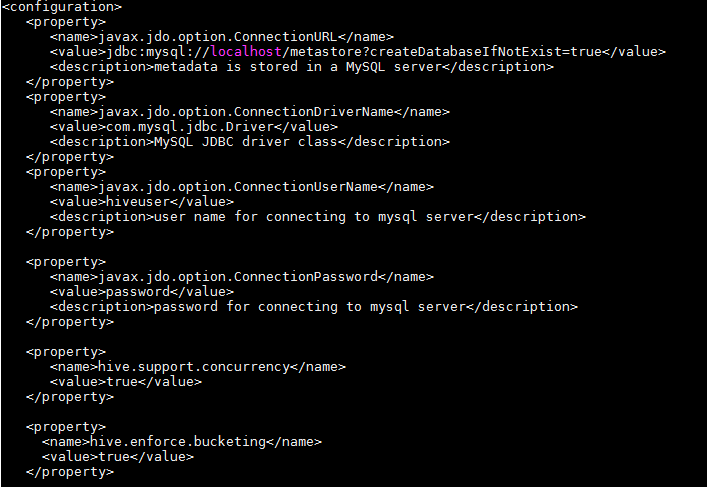 <configuration>
<property>
<name>javax.jdo.option.ConnectionURL</name>
<value>jdbc:mysql://localhost/metastore?createDatabaseIfNotExist=true</value>
<description>metadata is stored in a MySQL server</description>
</property>
<property>
<name>javax.jdo.option.ConnectionDriverName</name>
<value>com.mysql.jdbc.Driver</value>
<description>MySQL JDBC driver class</description>
</property>
<property>
<name>javax.jdo.option.ConnectionUserName</name>
<value>hiveuser</value>
<description>user name for connecting to mysql server</description>
</property>
<property>
<name>javax.jdo.option.ConnectionPassword</name>
<value>password</value>
<description>password for connecting to mysql server</description>
</property>
<property>
<name>hive.support.concurrency</name>
<value>true</value>
</property>
<property>
<name>hive.enforce.bucketing</name>
<value>true</value>
</property>